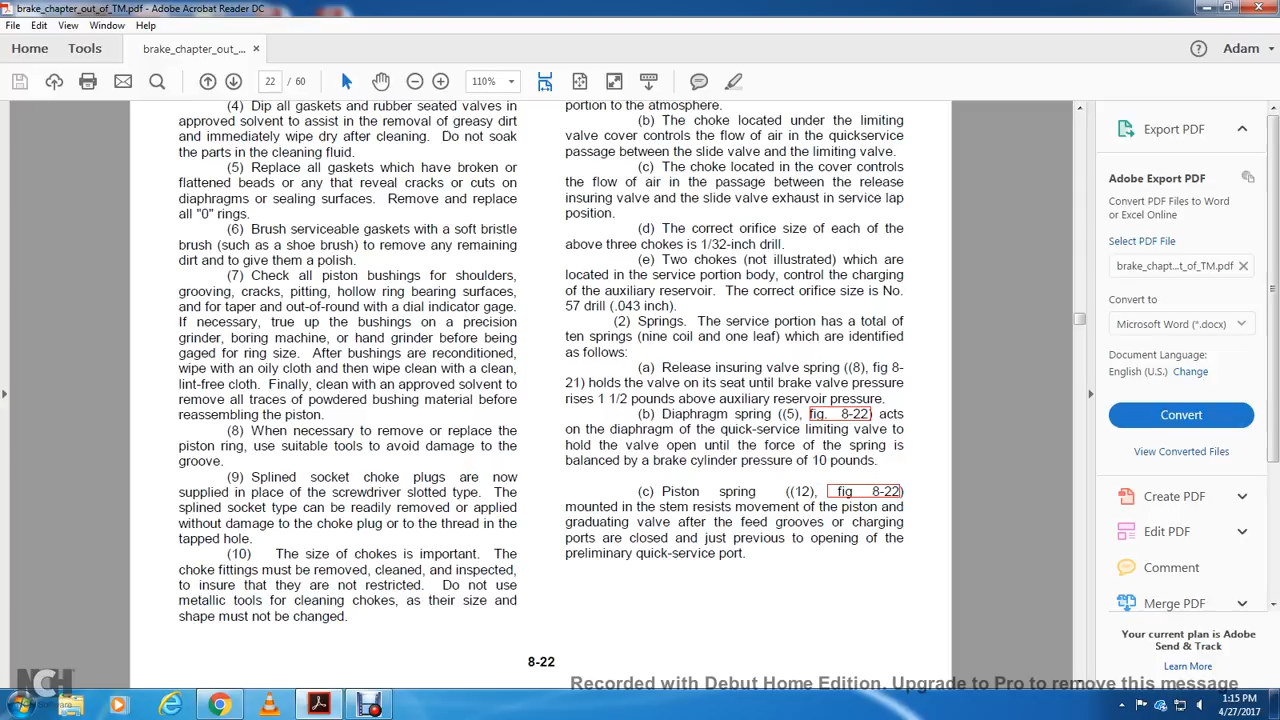 brake_chapter_out_of_TM.pdf - Adobe Acrobat Reader DC
File Edit View Window Help
Home Tools brake_chapter_out_... × Adam
22 / 60 110%
(4) Dip all gaskets and rubber seated valves in
approved solvent to assist in the removal of greasy dirt
and immediately wipe dry after cleaning. Do not soak
the parts in the cleaning fluid.
(5) Replace all gaskets which have broken or
flattened beads or any that reveal cracks or cuts on
diaphragms or sealing surfaces. Remove and replace
all "0" rings.
(6) Brush serviceable gaskets with a soft bristle
brush (such as a shoe brush) to remove any remaining
dirt and to give them a polish.
(7) Check all piston bushings for shoulders,
grooving, cracks, pitting, hollow ring bearing surfaces,
and for taper and out-of-round with a dial indicator gage.
If necessary, true up the bushings on a precision
grinder, boring machine, or hand grinder before being
gaged for ring size. After bushings are reconditioned,
wipe with an oily cloth and then wipe clean with a clean,
lint-free cloth. Finally, clean with an approved solvent to
remove all traces of powdered bushing material before
reassembling the piston.
(8) When necessary to remove or replace the
piston ring, use suitable tools to avoid damage to the
groove.
(9) Splined socket choke plugs are now
supplied in place of the screwdriver slotted type. The
splined socket type can be readily removed or applied
without damage to the choke plug or to the thread in the
tapped hole.
(10) The size of chokes is important. The
choke fittings must be removed, cleaned, and inspected,
to insure that they are not restricted. Do not use
metallic tools for cleaning chokes, as their size and
shape must not be changed.
portion to the atmosphere.
(b) The choke located under the limiting
valve cover controls the flow of air in the quickservice
passage between the slide valve and the limiting valve.
(c) The choke located in the cover controls
the flow of air in the passage between the release
insuring valve and the slide valve exhaust in service lap
position.
(d) The correct orifice size of each of the
above three chokes is 1/32-inch drill.
(e) Two chokes (not illustrated) which are
located in the service portion body, control the charging
of the auxiliary reservoir. The correct orifice size is No.
57 drill (.043 inch).
(2) Springs. The service portion has a total of
ten springs (nine coil and one leaf) which are identified
as follows:
(a) Release insuring valve spring ((8), fig 8-
21) holds the valve on its seat until brake valve pressure
rises 1 1/2 pounds above auxiliary reservoir pressure.
(b) Diaphragm spring ((5), fig. 8-22) acts
on the diaphragm of the quick-service limiting valve to
hold the valve open until the force of the spring is
balanced by a brake cylinder pressure of 10 pounds.
(c) Piston spring ((12), fig 8-22)
mounted in the stem resists movement of the piston and
graduating valve after the feed grooves or charging
ports are closed and just previous to opening of the
preliminary quick-service port.
8-22
Export PDF
Adobe Export PDF
Convert PDF Files to Word
or Excel Online
Select PDF File
brake_chapt...t_of_TM.pdf
Convert to
Microsoft Word (*.docx)
Document Language:
English (U.S.) Change
Convert
View Converted Files
Create PDF
Edit PDF
Comment
Merge PDF
Your current plan is Adobe
Send & Track
Learn More
NCH
Software
Recorded with Debut Home Edition. Upgrade to Pro to remove this message
1:15 PM
4/27/2017